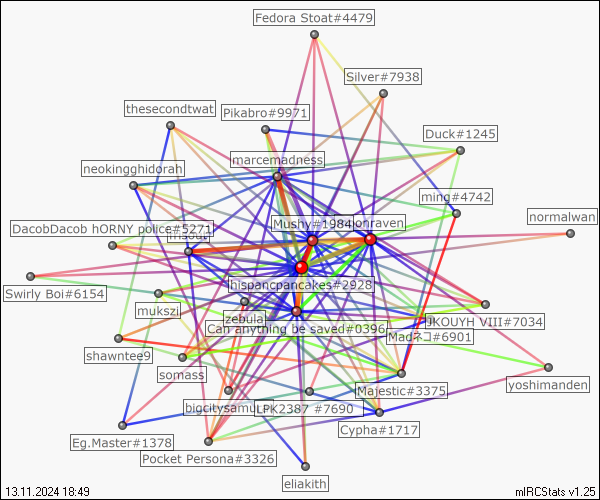 Fedora Stoat#4479
Silver#7938
thesecondtwat
Pikabro#9971
Duck#1245
marcemadness
neokingghidorah
ming#4742
normalwan
Mushy#1984
onraven
DacobDacob hORNY police#5271
hispancpancakes#2928
Swirly Boi#6154
mukszi
zebula
Can anything be saved#0396
JKOUYH VIII#7034
Madネコ#6901
shawntee9
somass
Majestic#3375
yoshimanden
bigcitysamu
LPK2387 #7690
Cypha#1717
Eg.Master#1378
Pocket Persona#3326
eliakith
13.11.2024 18:49
mIRCStats v1.25